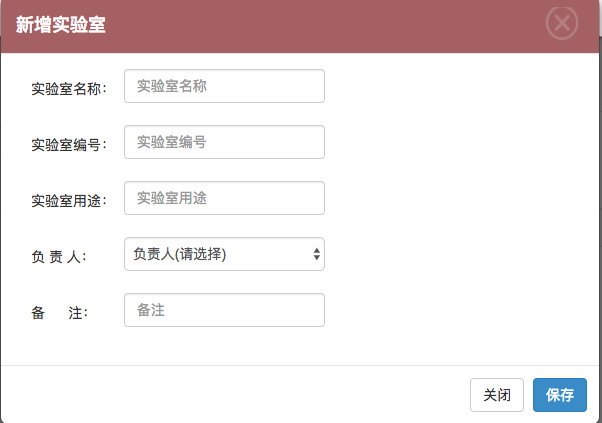 新增实验室
实验室名称： 实验室名称
实验室编号： 实验室编号
实验室用途： 实验室用途
负 责 人： 负责人(请选择)
备 注： 备注
关闭 保存